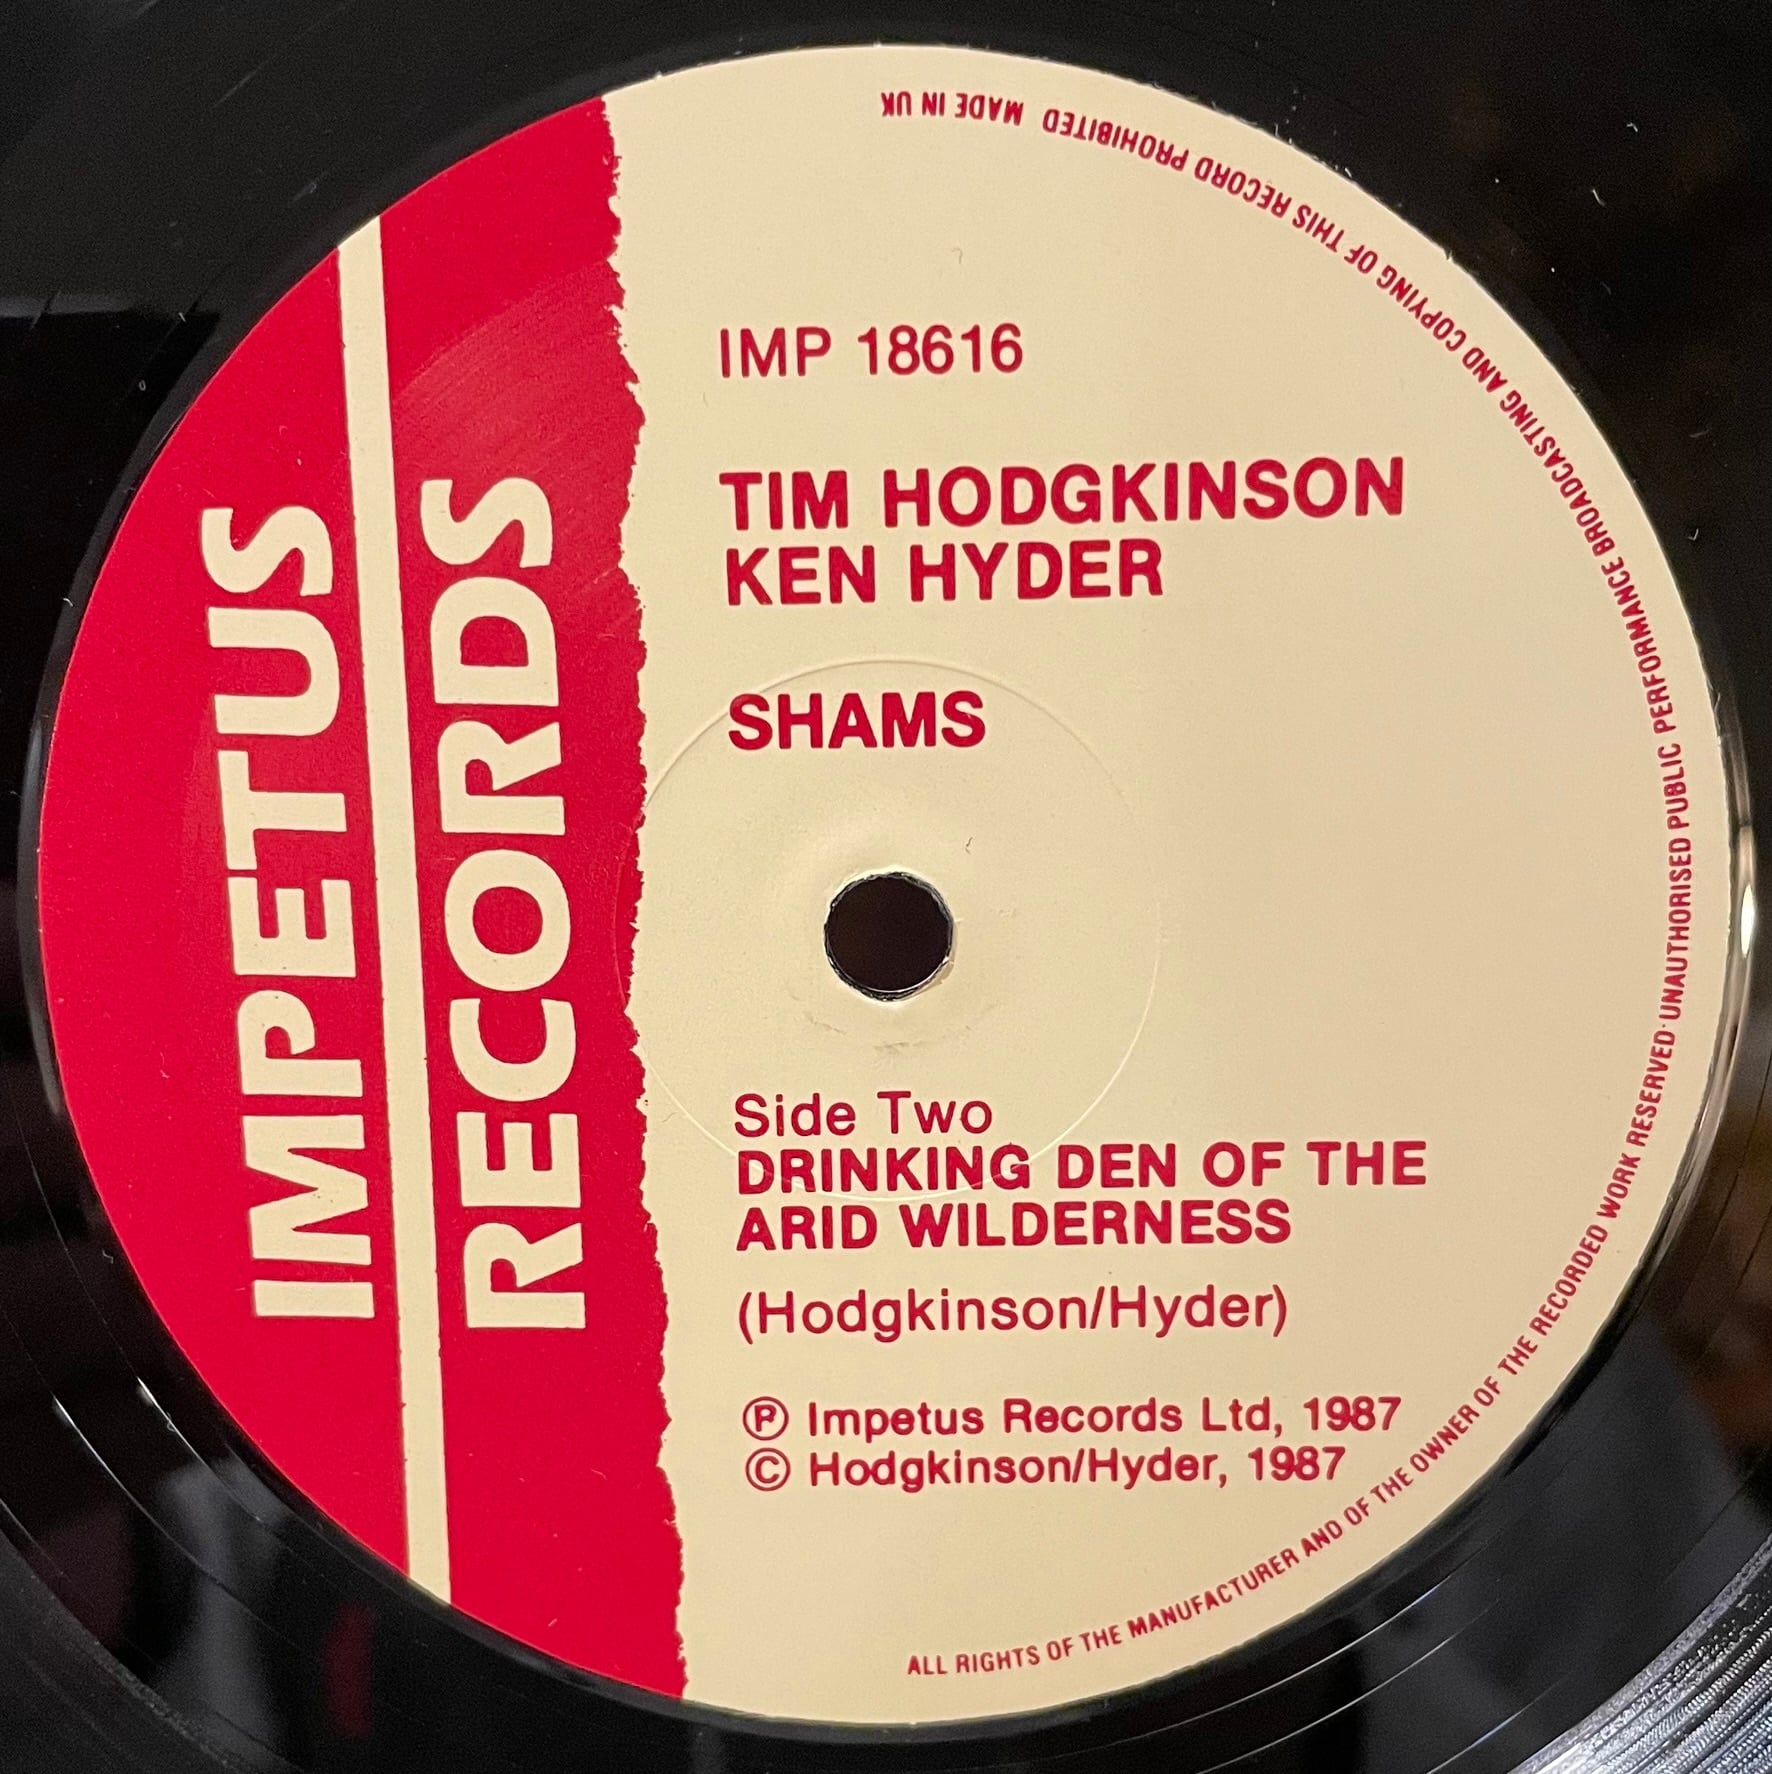 IMPETUS
RECORDS
IMP 18616
TIM HODGKINSON
KEN HYDER
SHAMS
Side Two
DRINKING DEN OF THE
ARID WILDERNESS
(Hodgkinson/Hyder)
Ⓟ Impetus Records Ltd, 1987
© Hodgkinson/Hyder, 1987
ALL RIGHTS OF THE MANUFACTURER AND OF THE OWNER OF THE RECORDED WORK RESERVED· UNAUTHORISED PUBLIC PERFORMANCE BROADCASTING AND COPYING OF THIS RECORD PROHIBITED MADE IN UK